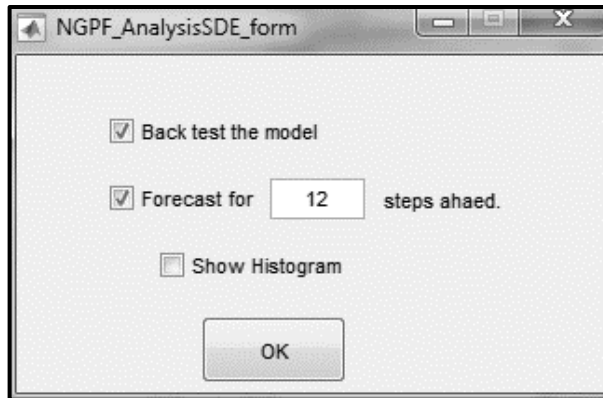 NGPF_AnalysisSDE_form
Back test the model
Forecast for 12 steps ahaed.
Show Histogram
OK